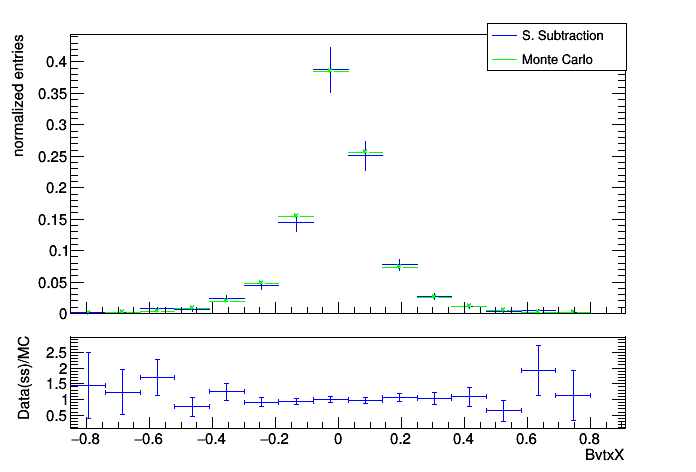 S. Subtraction
Monte Carlo
normalized entries
0.4
0.35
0.3
0.25
0.2
0.15
0.1
0.05
0
Data(ss)/MC
2.5
2
1.5
1
0.5
−0.8 −0.6 −0.4 −0.2 0 0.2 0.4 0.6 0.8
BvtxX